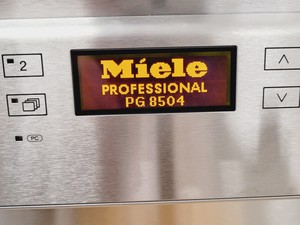 2
Miele
PROFESSIONAL
PG 8504
PC